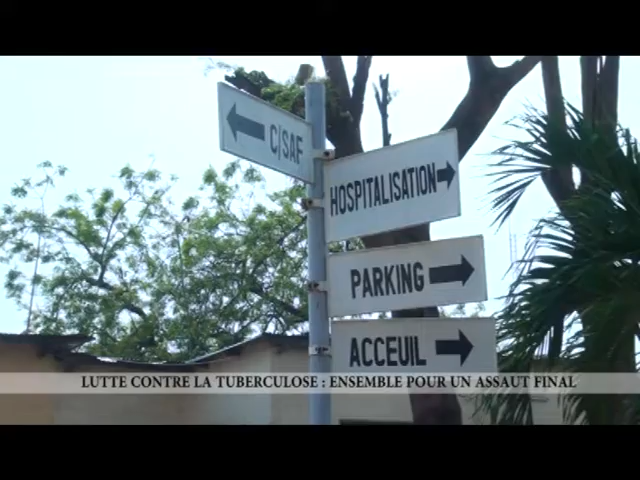 C/SAF
HOSPITALISATION
PARKING
ACCEUIL
LUTTE CONTRE LA TUBERCULOSE : ENSEMBLE POUR UN ASSAUT FINAL